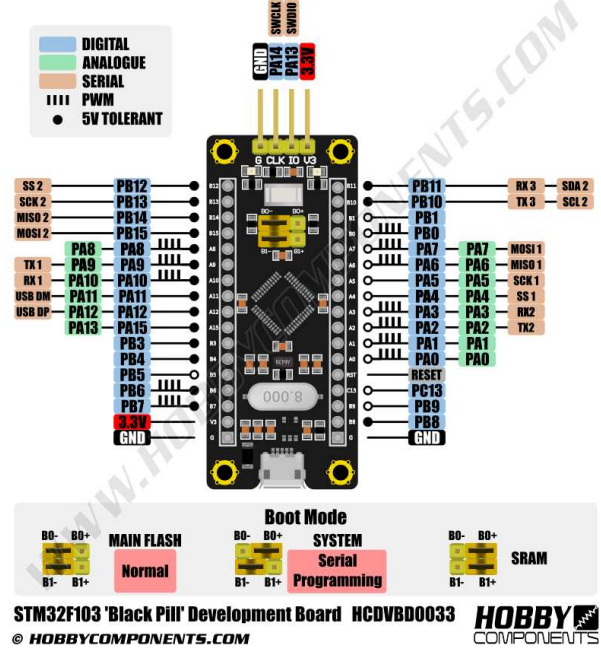 SWCLK SWDIO
GND PA14 PA13 3.3V
DIGITAL
ANALOGUE
SERIAL
PWM
5V TOLERANT
G CLK IO V3
SS 2 PB12 B12 B11 PB11 RX 3 SDA 2
SCK 2 PB13 B13 B10 PB10 TX 3 SCL 2
MISO 2 PB14 B14 B1 PB1
MOSI 2 PB15 B15 B0 PB0
B0- B0+
B1- B1+
PA8 PA8 A8 A7 PA7 PA7 MOSI 1
TX 1 PA9 PA9 A9 A6 PA6 PA6 MISO 1
RX 1 PA10 PA10 A10 A5 PA5 PA5 SCK 1
USB DM PA11 PA11 A11 A4 PA4 PA4 SS 1
USB DP PA12 PA12 A12 A3 PA3 PA3 RX2
PA13 PA15 A15 A2 PA2 PA2 TX2
PB3 B3 A1 PA1 PA1
PB4 B4 A0 PA0 PA0
PB5 B5 RST RESET
PB6 B6 C13 PC13
PB7 B7 B9 PB9
3.3V V3 B8 PB8
GND G G GND
8.000
WWW.HOBBYCOMPONENTS.COM
Boot Mode
B0- B0+ MAIN FLASH B0- B0+ SYSTEM B0- B0+
Normal Serial Programming SRAM
B1- B1+ B1- B1+ B1- B1+
STM32F103 'Black Pill' Development Board HCDVBD0033
© HOBBYCOMPONENTS.COM
HOBBY
COMPONENTS